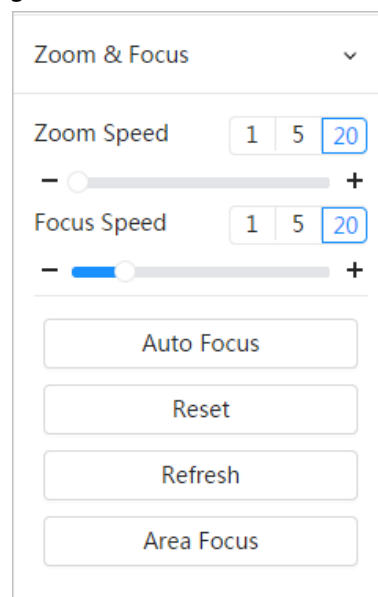 Zoom & Focus
Zoom Speed 1 5 20
− +
Focus Speed 1 5 20
− +
Auto Focus
Reset
Refresh
Area Focus